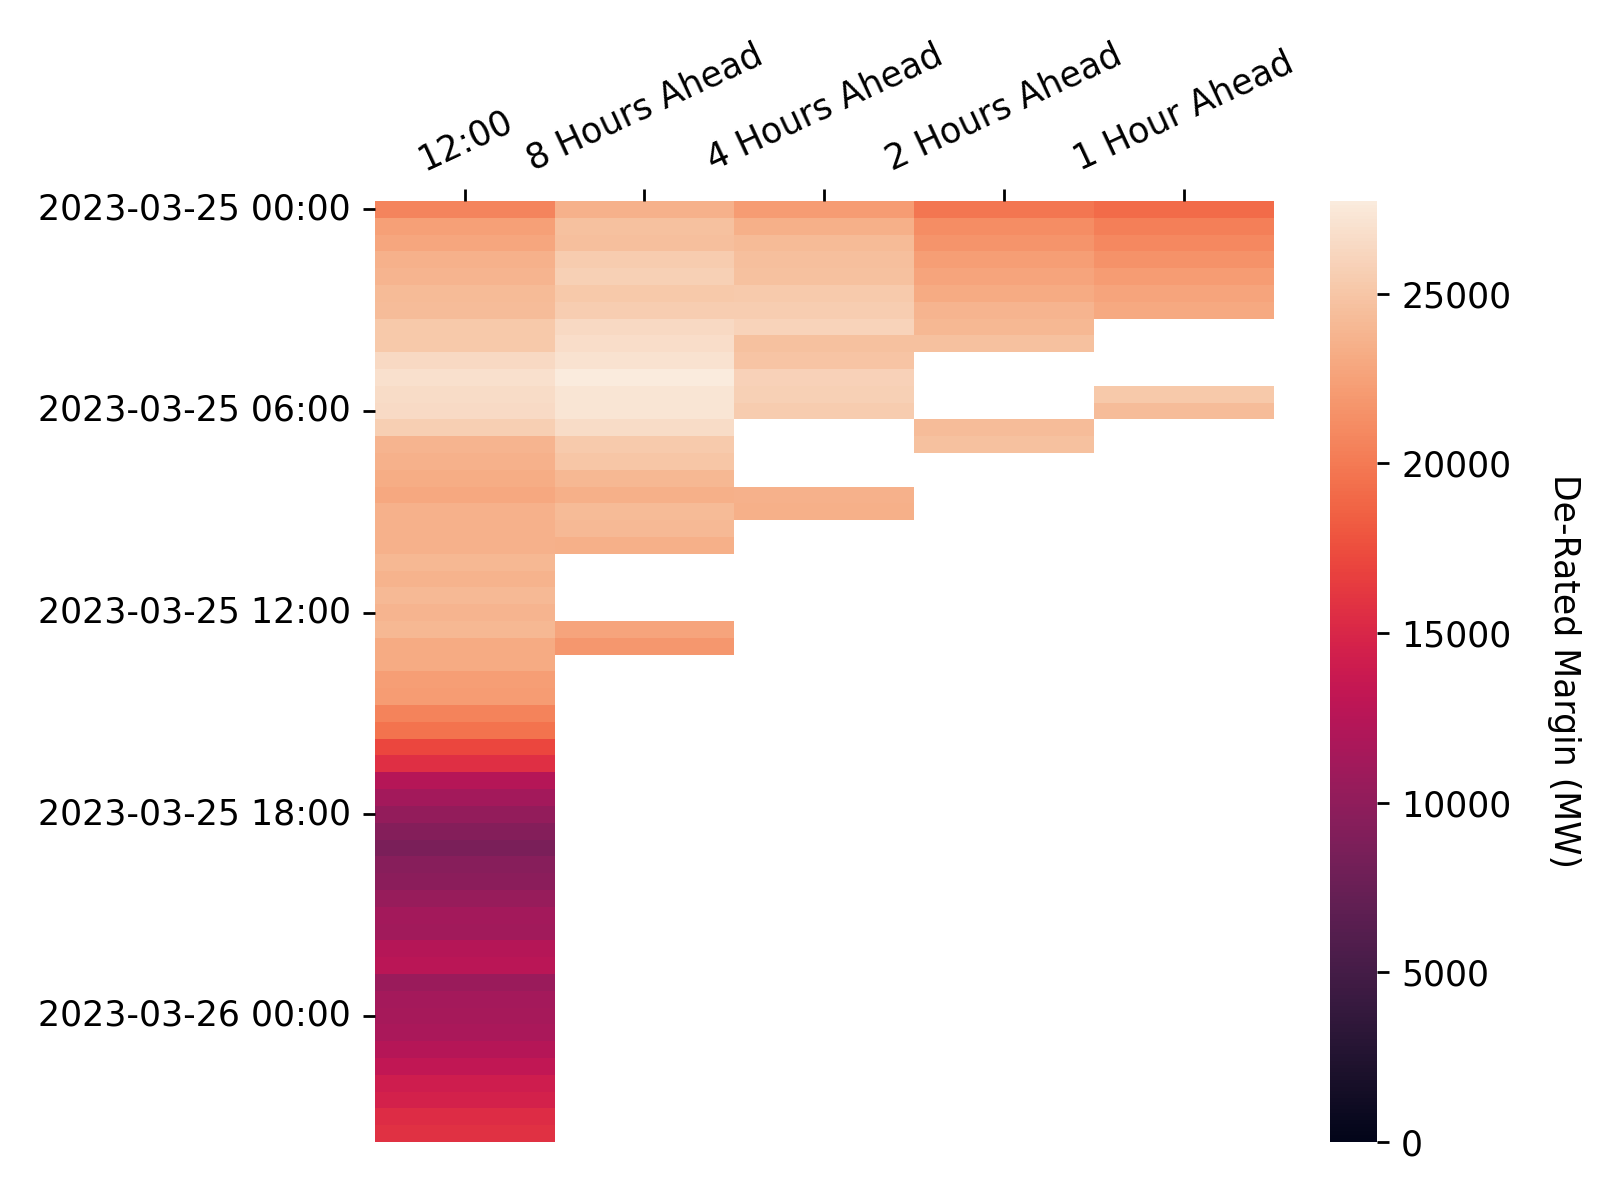 12:00
8 Hours Ahead
4 Hours Ahead
2 Hours Ahead
1 Hour Ahead
2023-03-25 00:00
2023-03-25 06:00
2023-03-25 12:00
2023-03-25 18:00
2023-03-26 00:00
25000
20000
15000
10000
5000
0
De-Rated Margin (MW)